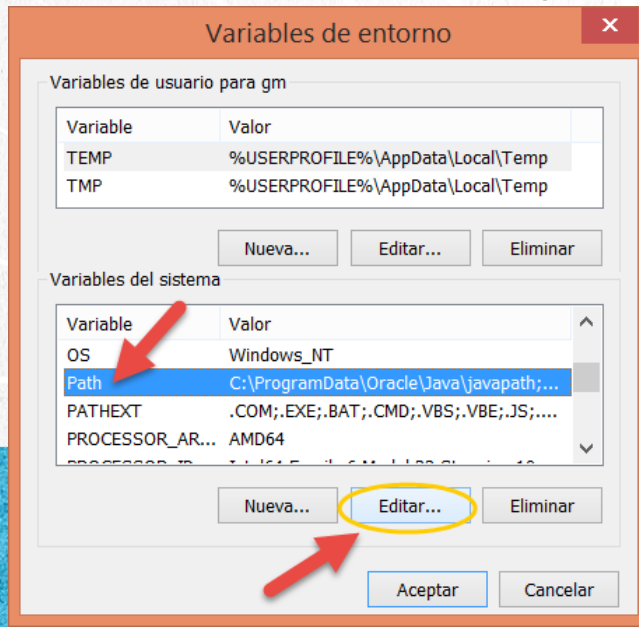 Variables de entorno
Variables de usuario para gm
Variable Valor
TEMP %USERPROFILE%\AppData\Local\Temp
TMP %USERPROFILE%\AppData\Local\Temp
Nueva... Editar... Eliminar
Variables del sistema
Variable Valor
OS Windows_NT
Path C:\ProgramData\Oracle\Java\javapath;...
PATHEXT .COM;.EXE;.BAT;.CMD;.VBS;.VBE;.JS;....
PROCESSOR_AR... AMD64
Nueva... Editar... Eliminar
Aceptar Cancelar